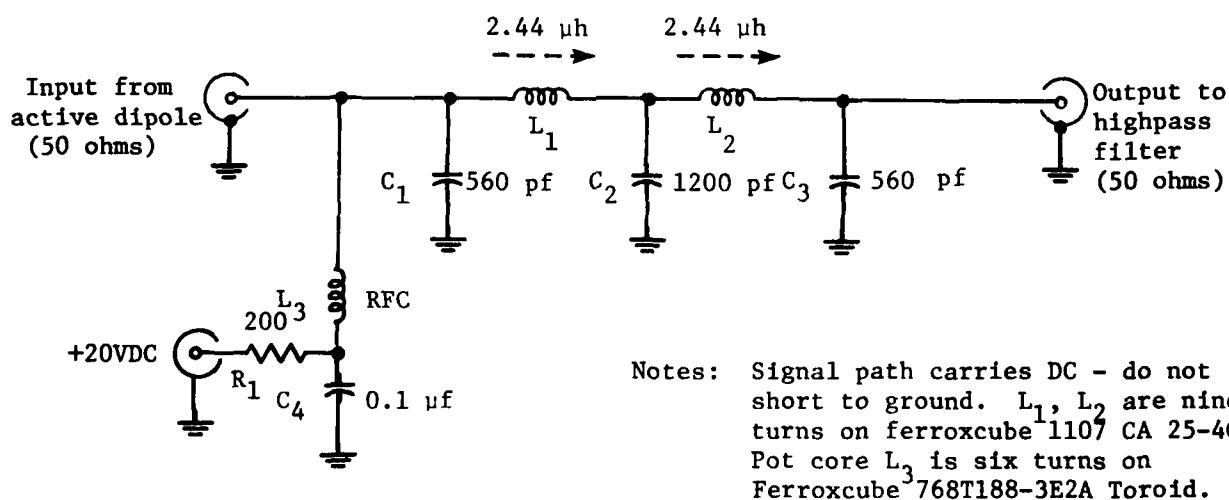 2.44 µh 2.44 µh
Input from
active dipole
(50 ohms)
L1 L2
Output to
highpass
filter
(50 ohms)
C1 560 pf C2 1200 pf C3 560 pf
L3 RFC
200
+20VDC
R1 C4 0.1 µf
Notes: Signal path carries DC - do not
short to ground. L1, L2 are nine
turns on ferroxcube 1107 CA 25-40
Pot core L3 is six turns on
Ferroxcube 768T188-3E2A Toroid.